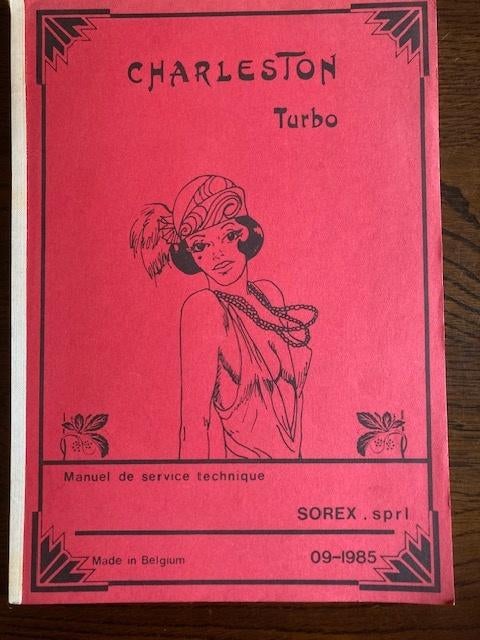 CHARLESTON
Turbo
Manuel de service technique
SOREX . sprl
Made in Belgium
09-1985